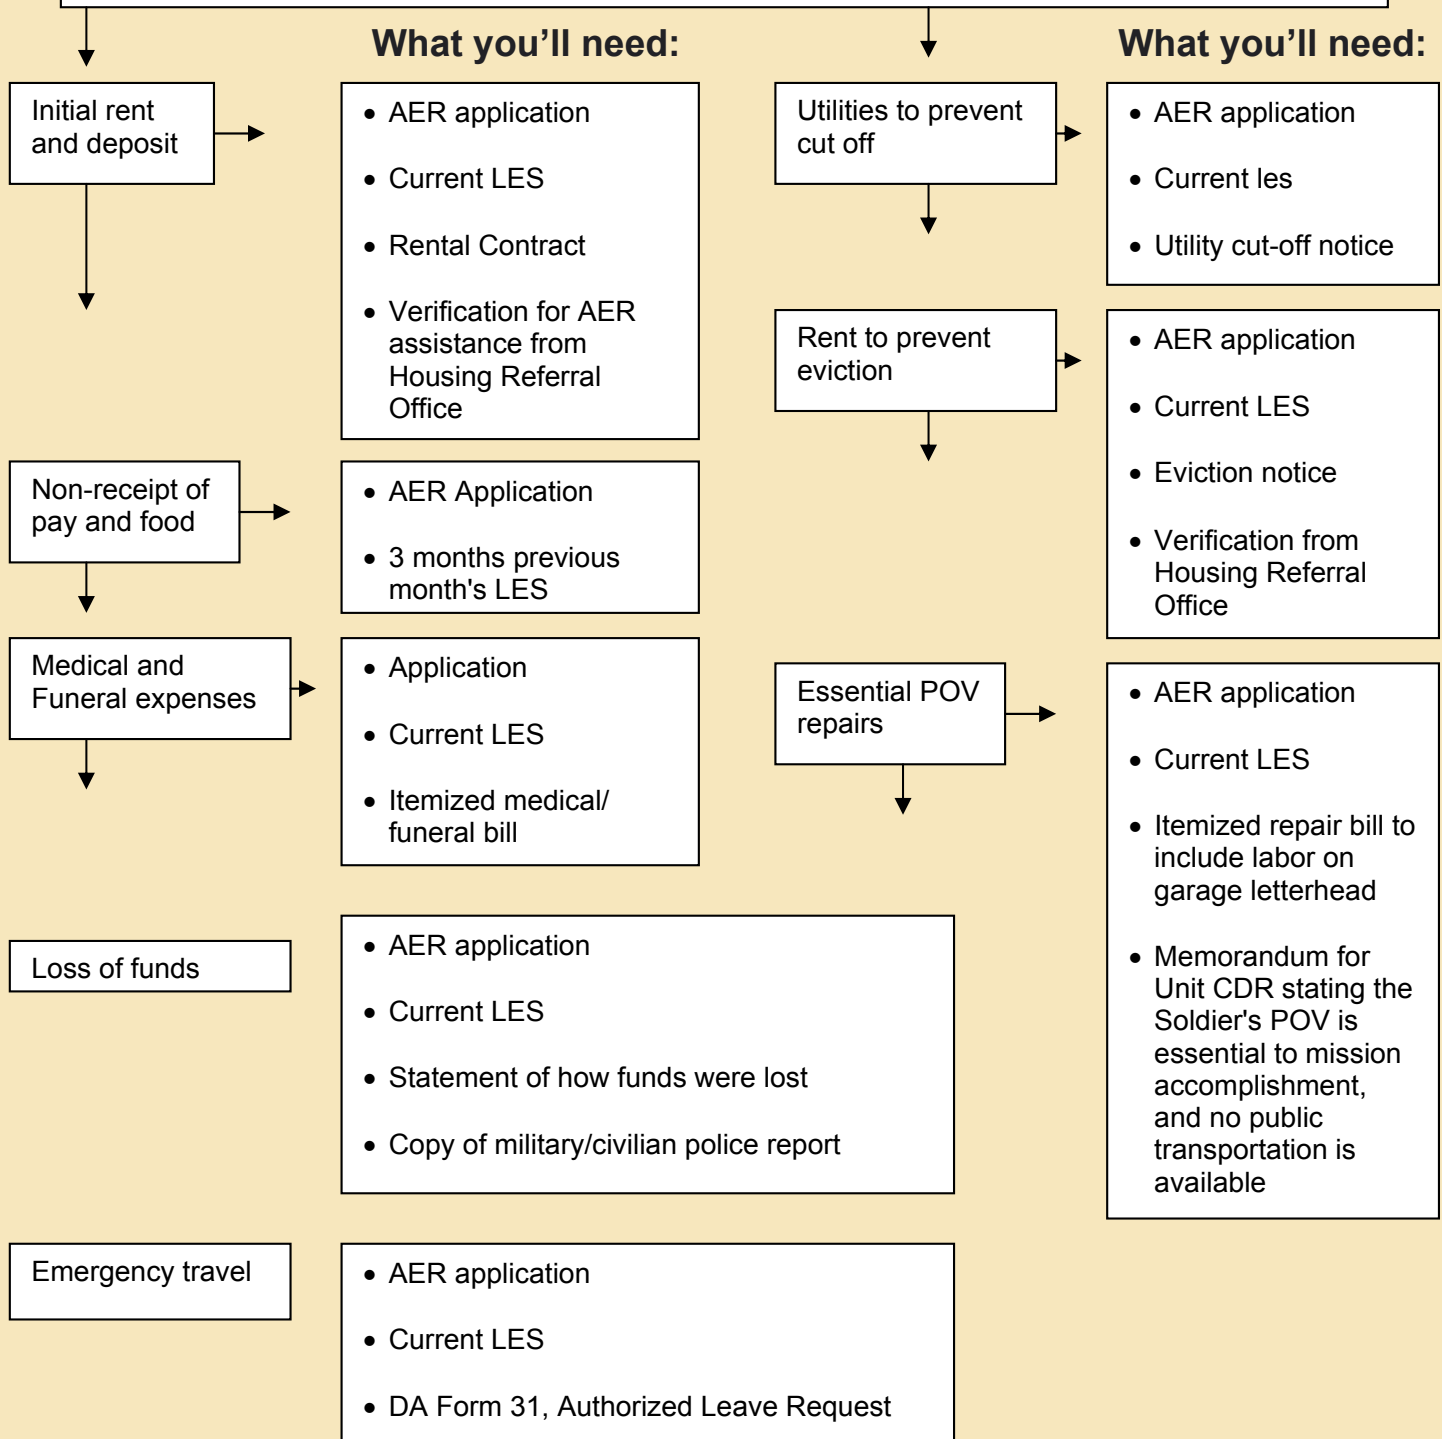 What you’ll need:
What you’ll need:
Initial rent
and deposit
• AER application
• Current LES
• Rental Contract
• Verification for AER
assistance from
Housing Referral
Office
Non-receipt of
pay and food
• AER Application
• 3 months previous
month's LES
Medical and
Funeral expenses
• Application
• Current LES
• Itemized medical/
funeral bill
Utilities to prevent
cut off
• AER application
• Current les
• Utility cut-off notice
Rent to prevent
eviction
• AER application
• Current LES
• Eviction notice
• Verification from
Housing Referral
Office
Essential POV
repairs
• AER application
• Current LES
• Itemized repair bill to
include labor on
garage letterhead
• Memorandum for
Unit CDR stating the
Soldier's POV is
essential to mission
accomplishment,
and no public
transportation is
available
Loss of funds
• AER application
• Current LES
• Statement of how funds were lost
• Copy of military/civilian police report
Emergency travel
• AER application
• Current LES
• DA Form 31, Authorized Leave Request